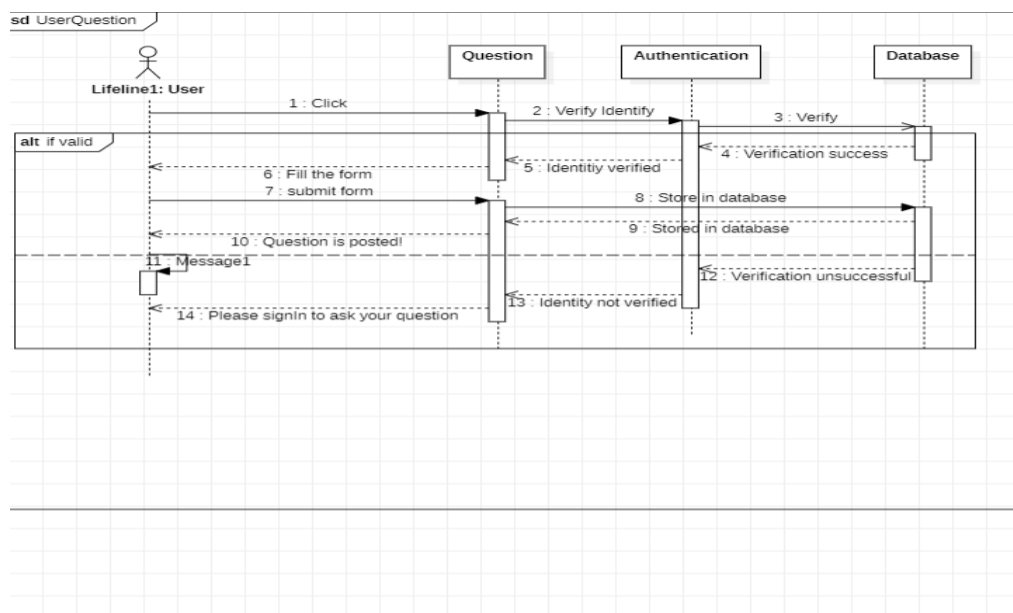 sd UserQuestion
Question
Authentication
Database
Lifeline1: User
1 : Click
2 : Verify Identify
3 : Verify
alt if valid
4 : Verification success
5 : Identitiy verified
6 : Fill the form
7 : submit form
8 : Store in database
9 : Stored in database
10 : Question is posted!
11 : Message1
12 : Verification unsuccessful
13 : Identity not verified
14 : Please signIn to ask your question